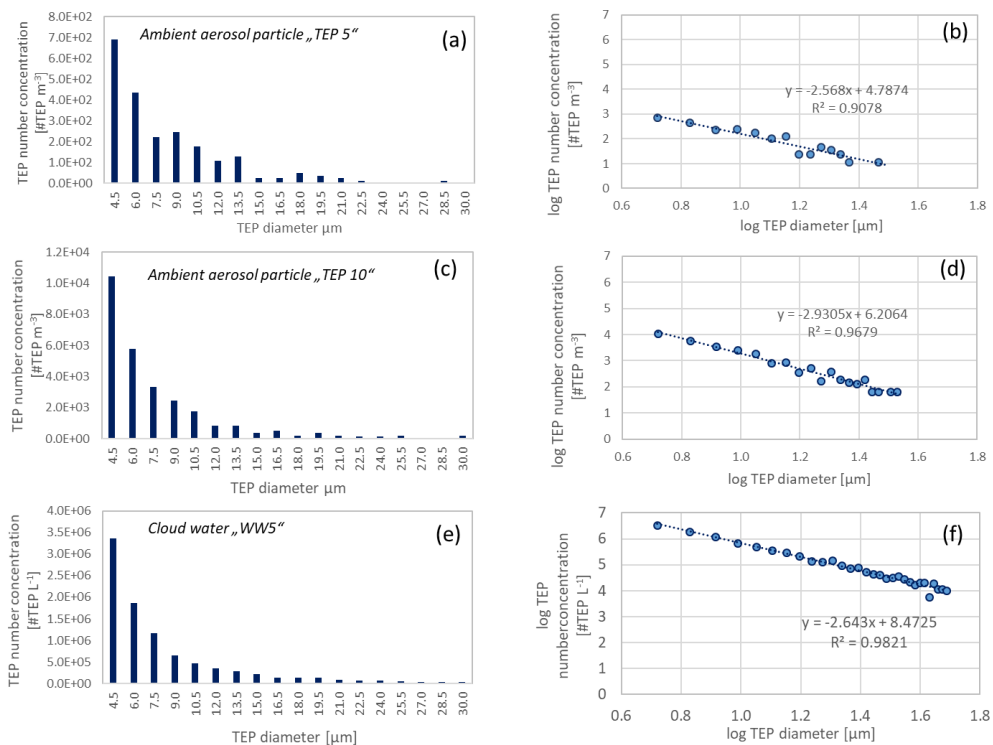 Ambient aerosol particle „TEP 5“
(a)
TEP number concentration
[#TEP m-3]
8.0E+02
7.0E+02
6.0E+02
5.0E+02
4.0E+02
3.0E+02
2.0E+02
1.0E+02
0.0E+00
4.5 6.0 7.5 9.0 10.5 12.0 13.5 15.0 16.5 18.0 19.5 21.0 22.5 24.0 25.5 27.0 28.5 30.0
TEP diameter µm
(b)
log TEP number concentration
[#TEP m-3]
7
6
5
4
3
2
1
0
y = -2.568x + 4.7874
R² = 0.9078
0.6 0.8 1.0 1.2 1.4 1.6 1.8
log TEP diameter [µm]
Ambient aerosol particle „TEP 10“
(c)
TEP number concentration
[#TEP m-3]
1.2E+04
1.0E+04
8.0E+03
6.0E+03
4.0E+03
2.0E+03
0.0E+00
4.5 6.0 7.5 9.0 10.5 12.0 13.5 15.0 16.5 18.0 19.5 21.0 22.5 24.0 25.5 27.0 28.5 30.0
TEP diameter µm
(d)
log TEP number concentration
[#TEP m-3]
7
6
5
4
3
2
1
0
y = -2.9305x + 6.2064
R² = 0.9679
0.6 0.8 1.0 1.2 1.4 1.6 1.8
log TEP diameter [µm]
Cloud water „WW5“
(e)
TEP number concentration
[#TEP L-1]
4.0E+06
3.5E+06
3.0E+06
2.5E+06
2.0E+06
1.5E+06
1.0E+06
5.0E+05
0.0E+00
4.5 6.0 7.5 9.0 10.5 12.0 13.5 15.0 16.5 18.0 19.5 21.0 22.5 24.0 25.5 27.0 28.5 30.0
TEP diameter [µm]
(f)
log TEP
numberconcentration
[#TEP L-1]
7
6
5
4
3
2
1
0
y = -2.643x + 8.4725
R² = 0.9821
0.6 0.8 1.0 1.2 1.4 1.6 1.8
log TEP diameter [µm]